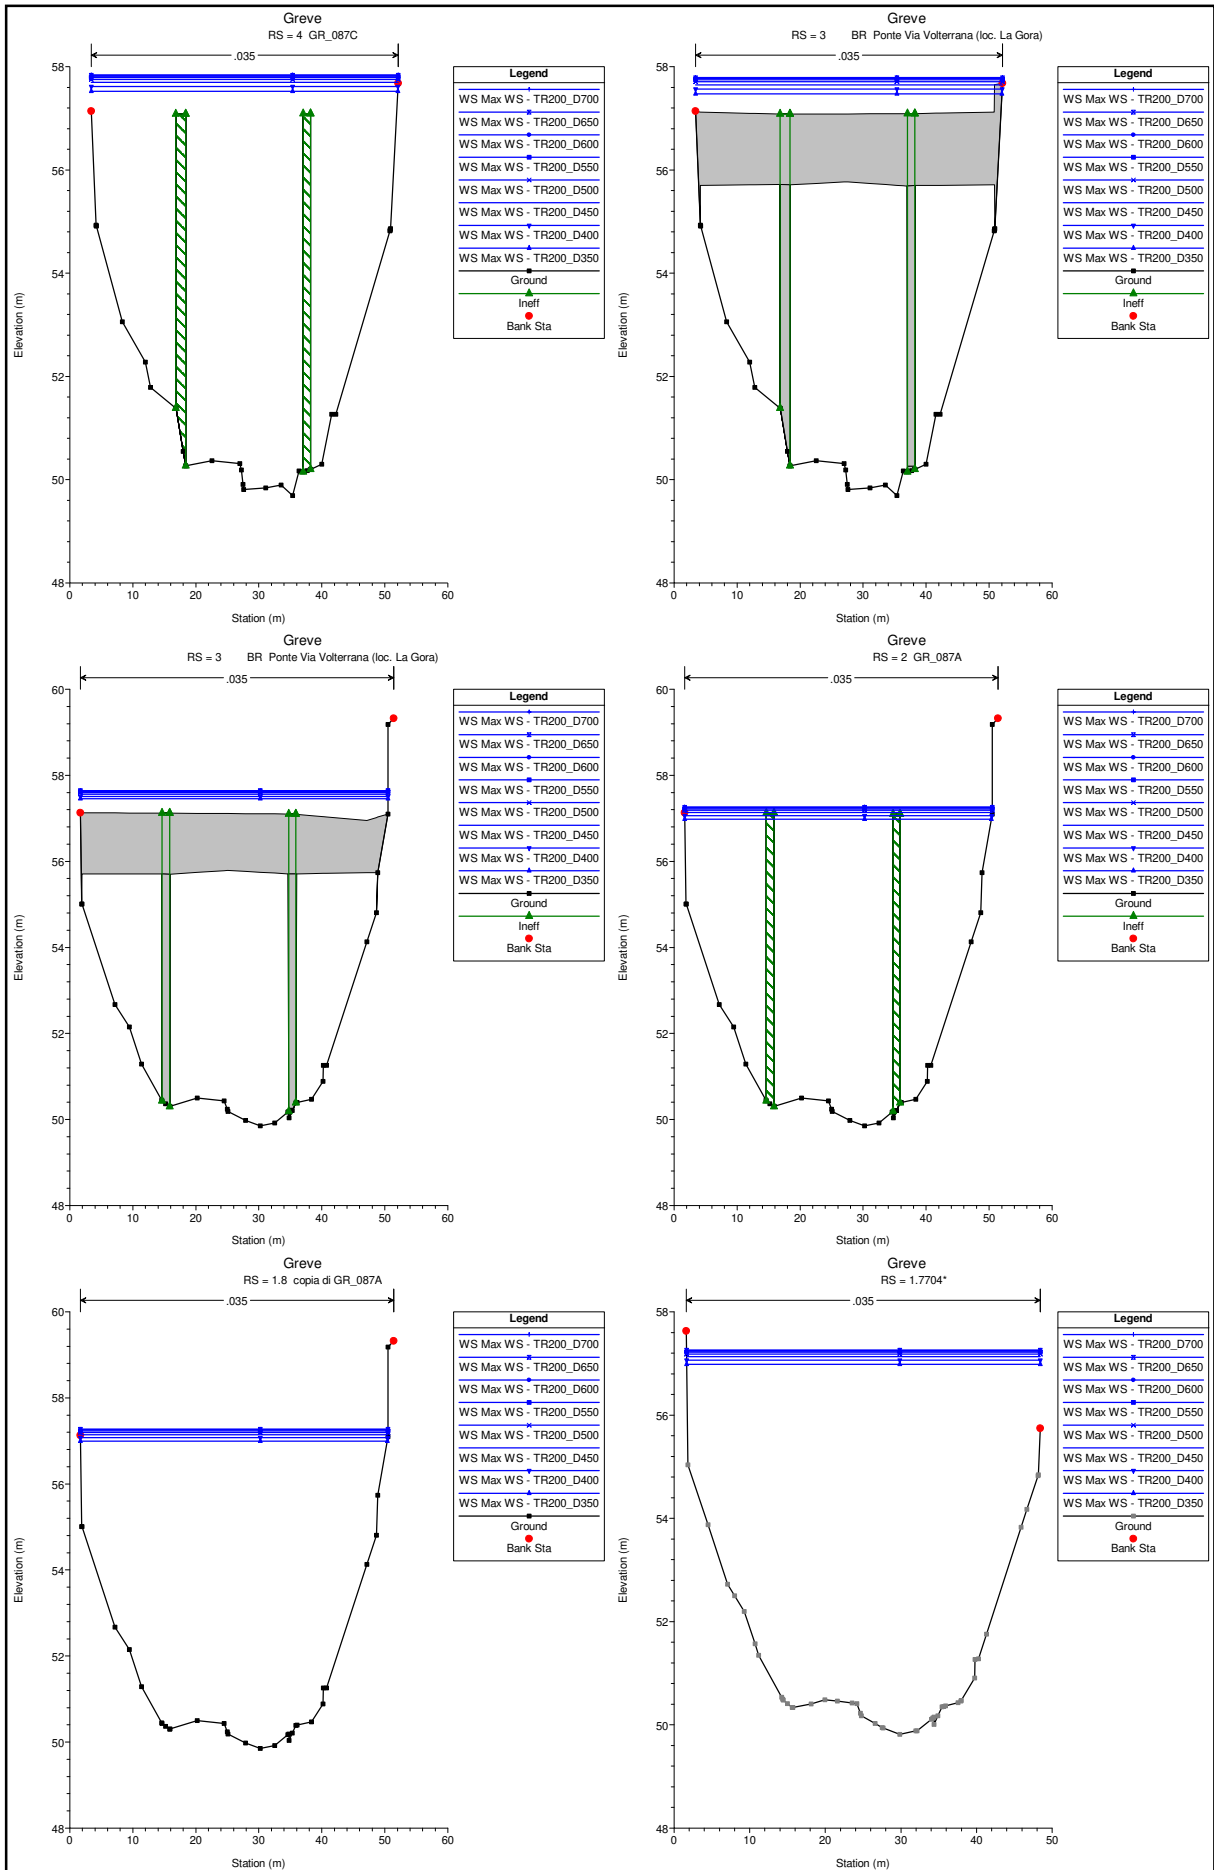 Greve
RS = 4 GR_087C
.035
58
56
54
52
50
48
0 10 20 30 40 50 60
Elevation (m)
Station (m)
Legend
WS Max WS - TR200_D700
WS Max WS - TR200_D650
WS Max WS - TR200_D600
WS Max WS - TR200_D550
WS Max WS - TR200_D500
WS Max WS - TR200_D450
WS Max WS - TR200_D400
WS Max WS - TR200_D350
Ground
Ineff
Bank Sta
Greve
RS = 3 BR Ponte Via Volterrana (loc. La Gora)
.035
58
56
54
52
50
48
0 10 20 30 40 50 60
Elevation (m)
Station (m)
Legend
WS Max WS - TR200_D700
WS Max WS - TR200_D650
WS Max WS - TR200_D600
WS Max WS - TR200_D550
WS Max WS - TR200_D500
WS Max WS - TR200_D450
WS Max WS - TR200_D400
WS Max WS - TR200_D350
Ground
Ineff
Bank Sta
Greve
RS = 3 BR Ponte Via Volterrana (loc. La Gora)
.035
60
58
56
54
52
50
48
0 10 20 30 40 50 60
Elevation (m)
Station (m)
Legend
WS Max WS - TR200_D700
WS Max WS - TR200_D650
WS Max WS - TR200_D600
WS Max WS - TR200_D550
WS Max WS - TR200_D500
WS Max WS - TR200_D450
WS Max WS - TR200_D400
WS Max WS - TR200_D350
Ground
Ineff
Bank Sta
Greve
RS = 2 GR_087A
.035
60
58
56
54
52
50
48
0 10 20 30 40 50 60
Elevation (m)
Station (m)
Legend
WS Max WS - TR200_D700
WS Max WS - TR200_D650
WS Max WS - TR200_D600
WS Max WS - TR200_D550
WS Max WS - TR200_D500
WS Max WS - TR200_D450
WS Max WS - TR200_D400
WS Max WS - TR200_D350
Ground
Ineff
Bank Sta
Greve
RS = 1.8 copia di GR_087A
.035
60
58
56
54
52
50
48
0 10 20 30 40 50 60
Elevation (m)
Station (m)
Legend
WS Max WS - TR200_D700
WS Max WS - TR200_D650
WS Max WS - TR200_D600
WS Max WS - TR200_D550
WS Max WS - TR200_D500
WS Max WS - TR200_D450
WS Max WS - TR200_D400
WS Max WS - TR200_D350
Ground
Bank Sta
Greve
RS = 1.7704*
.035
58
56
54
52
50
48
0 10 20 30 40 50
Elevation (m)
Station (m)
Legend
WS Max WS - TR200_D700
WS Max WS - TR200_D650
WS Max WS - TR200_D600
WS Max WS - TR200_D550
WS Max WS - TR200_D500
WS Max WS - TR200_D450
WS Max WS - TR200_D400
WS Max WS - TR200_D350
Ground
Bank Sta